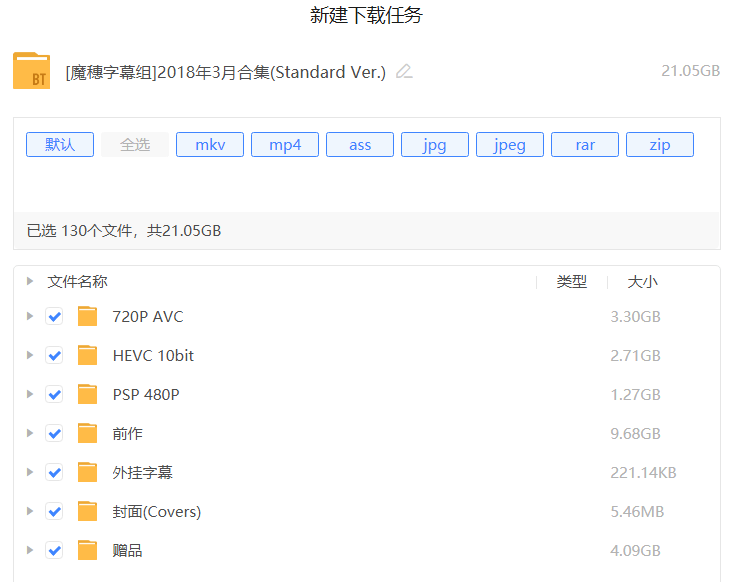 新建下载任务
BT [魔穗字幕组]2018年3月合集(Standard Ver.) 21.05GB
默认 全选 mkv mp4 ass jpg jpeg rar zip
已选 130个文件，共21.05GB
文件名称 类型 大小
720P AVC 3.30GB
HEVC 10bit 2.71GB
PSP 480P 1.27GB
前作 9.68GB
外挂字幕 221.14KB
封面(Covers) 5.46MB
赠品 4.09GB